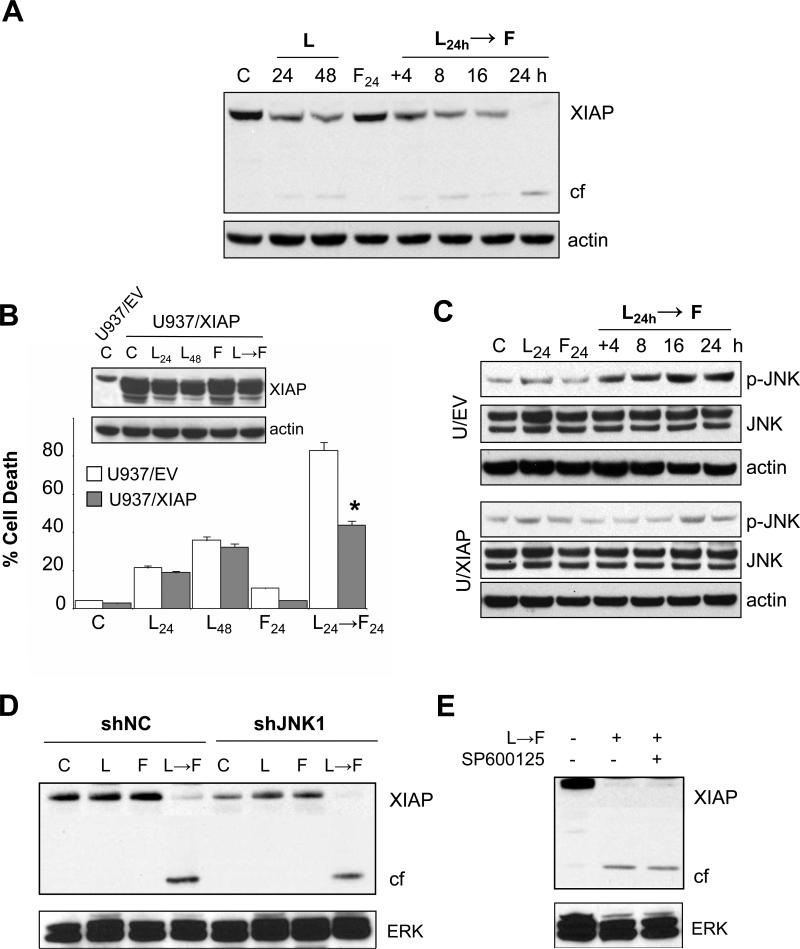 A
L L24h→ F
C 24 48 F24 +4 8 16 24 h
XIAP
cf
actin
B
U937/EV
U937/XIAP
C C L24 L48 F L→F
XIAP
actin
% Cell Death
80
60
40
20
0
U937/EV
U937/XIAP
*
C L24 L48 F24 L24→F24
C
L24h→ F
C L24 F24 +4 8 16 24 h
U/EV
p-JNK
JNK
actin
U/XIAP
p-JNK
JNK
actin
D
shNC shJNK1
C L F L→F C L F L→F
XIAP
cf
ERK
E
L→F - + +
SP600125 - - +
XIAP
cf
ERK